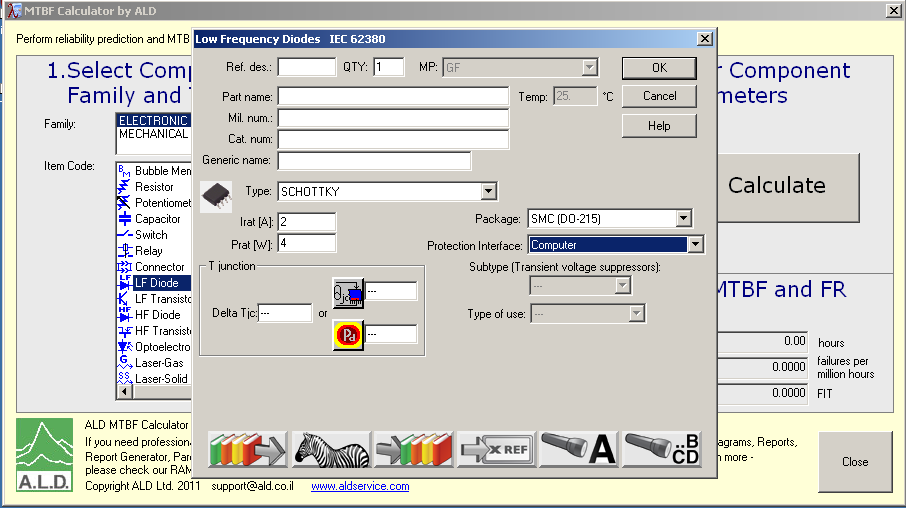 MTBF Calculator by ALD
Perform reliability prediction and MTB
Low Frequency Diodes IEC 62380
1.Select Comp
Family and T
r Component
meters
Family:
ELECTRONIC
MECHANICAL
Item Code:
Bubble Mem
Resistor
Potentiomet
Capacitor
Switch
Relay
Connector
LF Diode
LF Transisto
HF Diode
HF Transisto
Optoelectro
Laser-Gas
Laser-Solid
Ref. des.:
QTY: 1
MP: GF
OK
Part name:
Temp: 25. °C
Cancel
Mil. num.:
Help
Cat. num:
Generic name:
Type: SCHOTTKY
Irat [A]: 2
Package: SMC (DO-215)
Prat [W]: 4
Protection Interface: Computer
T junction
Subtype (Transient voltage suppressors):
---
Θjc
---
Delta Tjc: ---
or
Type of use: ---
Pd
---
X REF
A
..B
CD
Calculate
MTBF and FR
0.00 hours
0.0000 failures per
million hours
0.0000 FIT
A.L.D.
ALD MTBF Calculator
If you need professiona
agrams, Reports,
Report Generator, Pare
n more -
please check our RAM
Copyright ALD Ltd. 2011 support@ald.co.il www.aldservice.com
Close